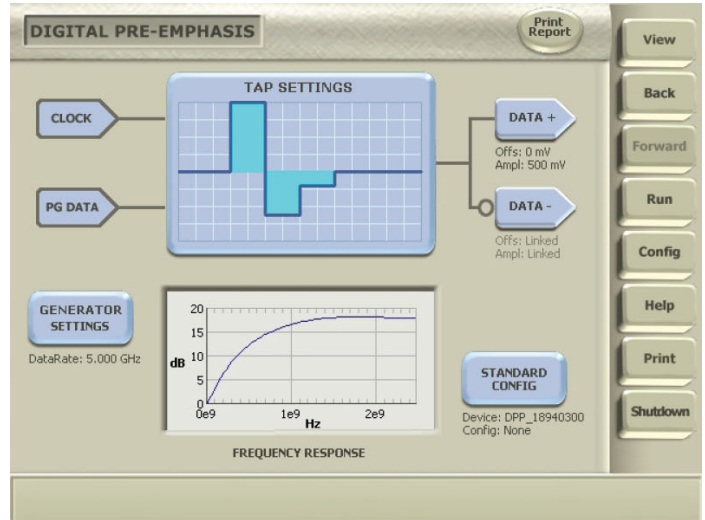 DIGITAL PRE-EMPHASIS
Print
Report
View
Back
Forward
Run
Config
Help
Print
Shutdown
TAP SETTINGS
CLOCK
PG DATA
DATA +
Offs: 0 mV
Ampl: 500 mV
DATA -
Offs: Linked
Ampl: Linked
GENERATOR
SETTINGS
DataRate: 5.000 GHz
20
15
dB 10
5
0
0e9 1e9 2e9
Hz
FREQUENCY RESPONSE
STANDARD
CONFIG
Device: DPP_18940300
Config: None